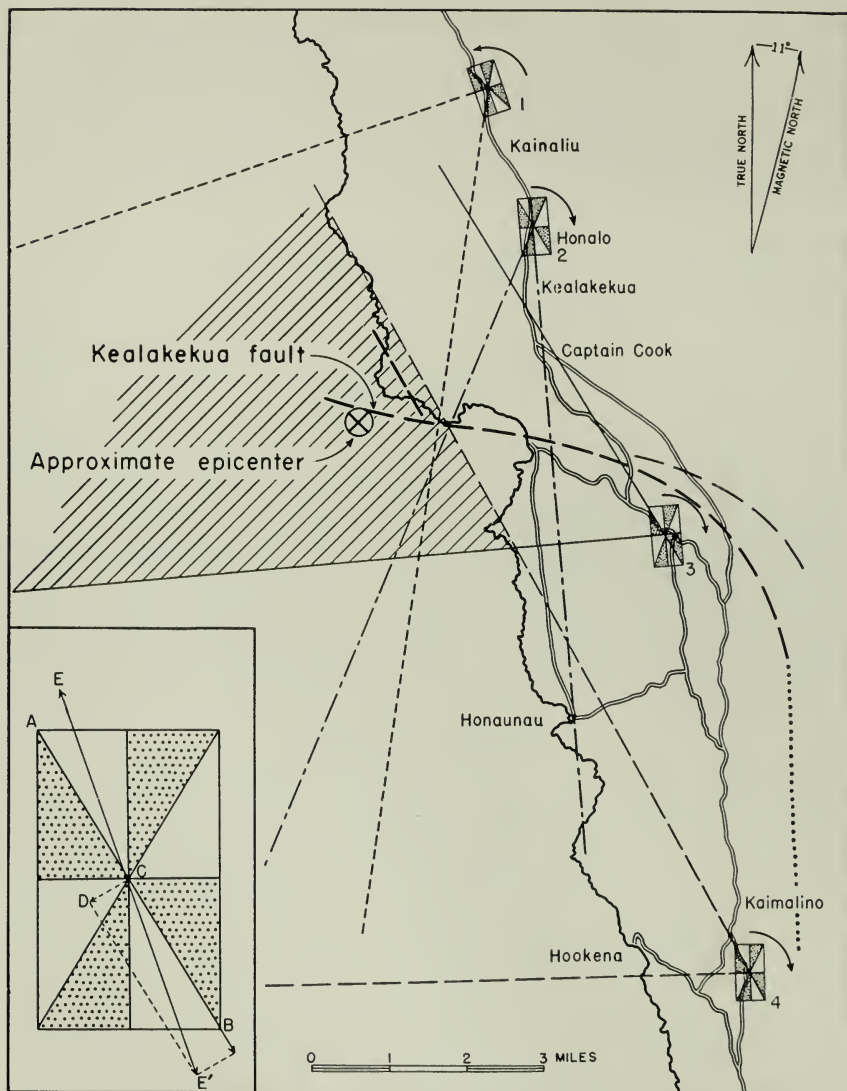 11°
TRUE NORTH
MAGNETIC NORTH
1
Kainaliu
Honalo
2
Kealakekua
Captain Cook
Kealakekua fault
Approximate epicenter
3
Honaunau
Kaimalino
Hookena
4
0 1 2 3 MILES
E
A
C
D
B
E'